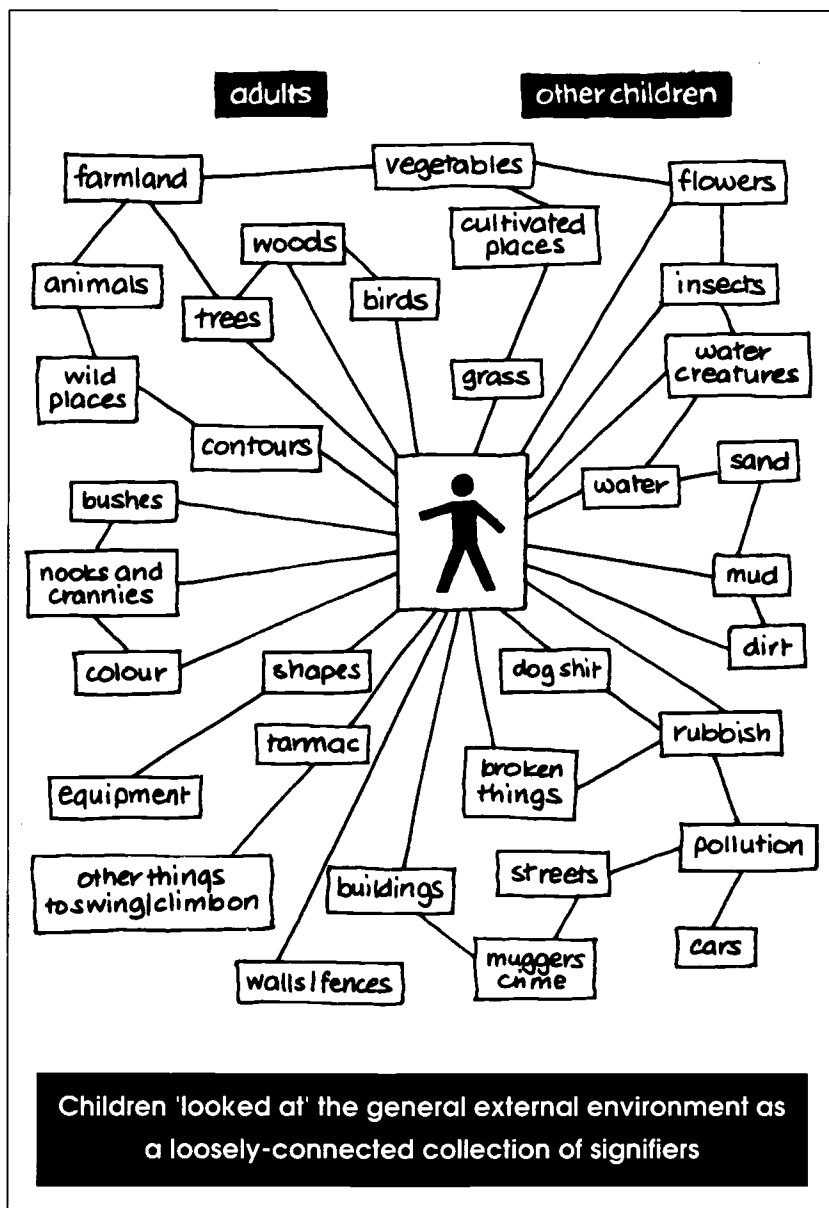 adults
other children
farmland
vegetables
flowers
woods
cultivated
places
animals
trees
birds
insects
wild
places
grass
water
creatures
contours
bushes
water
sand
nooks and
crannies
mud
colour
shapes
dog shit
dirt
tarmac
rubbish
equipment
broken
things
other things
to swing/climb on
buildings
streets
pollution
walls/fences
muggers
crime
cars
Children 'looked at' the general external environment as
a loosely-connected collection of signifiers